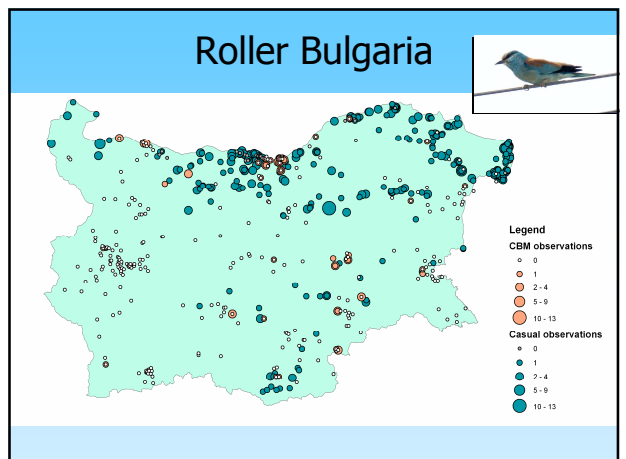 Roller Bulgaria
Legend
CBM observations
0
1
2 - 4
5 - 9
10 - 13
Casual observations
0
1
2 - 4
5 - 9
10 - 13